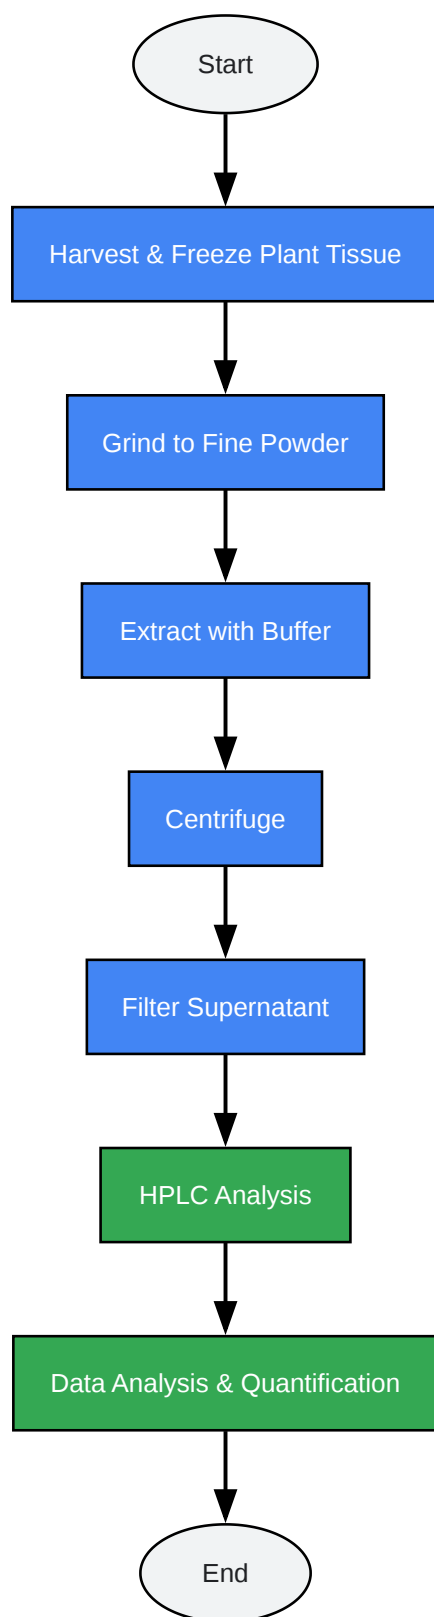 Start
Harvest & Freeze Plant Tissue
Grind to Fine Powder
Extract with Buffer
Centrifuge
Filter Supernatant
HPLC Analysis
Data Analysis & Quantification
End